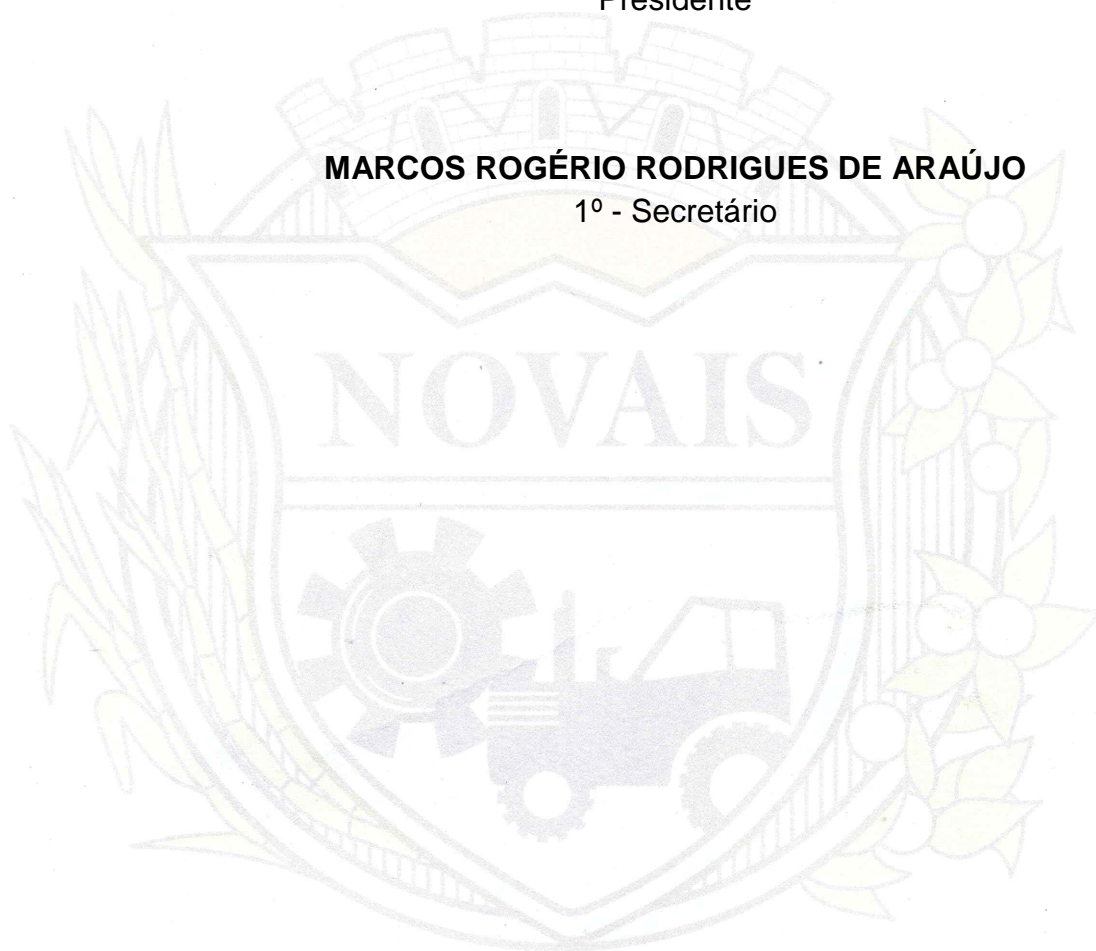 Presidente
MARCOS ROGÉRIO RODRIGUES DE ARAÚJO
1º - Secretário
NOVAIS